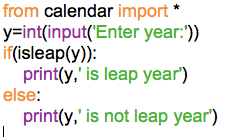 from calendar import *
y=int(input('Enter year:'))
if(isleap(y)):
    print(y,' is leap year')
else:
    print(y,' is not leap year')